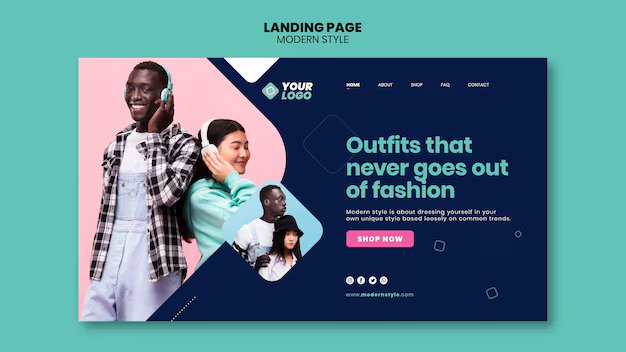 LANDING PAGE
MODERN STYLE
YOUR
LOGO
HOME
ABOUT
SHOP
FAQ
CONTACT
Outfits that
never goes out
of fashion
Modern style is about dressing yourself in your
own unique style based loosely on common trends.
SHOP NOW
www.modernstyle.com